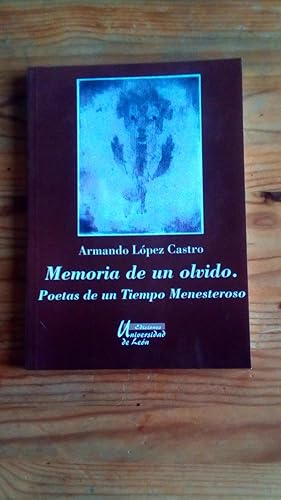 Armando López Castro
Memoria de un olvido.
Poetas de un Tiempo Menesteroso
Ediciones
Universidad
de León